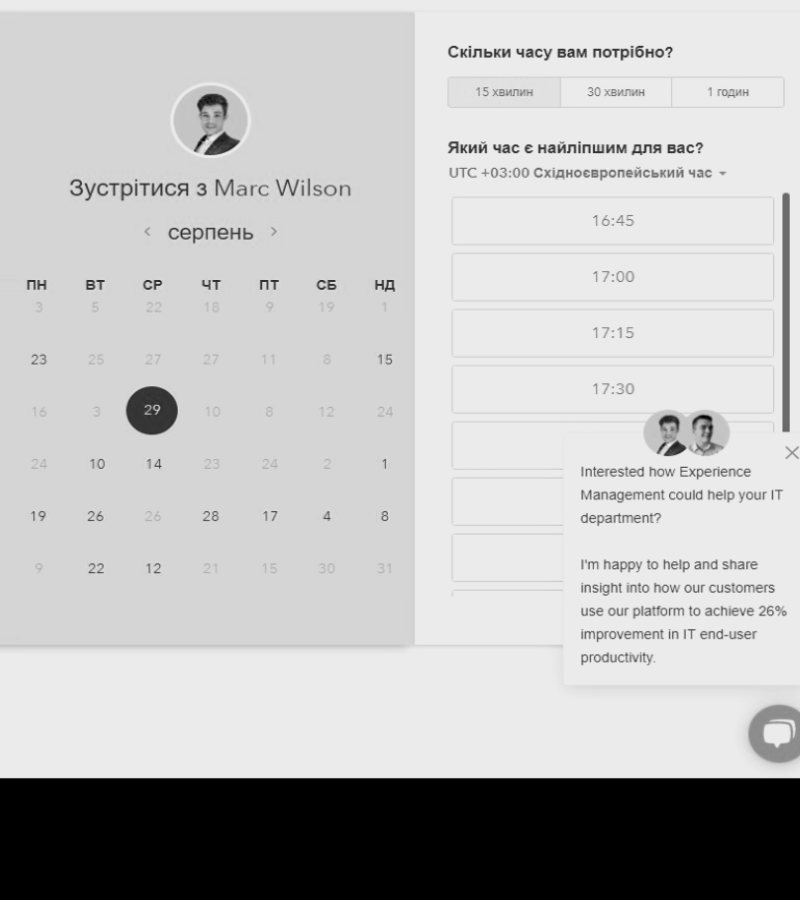 Зустрітися з Marc Wilson
серпень
ПН ВТ СР ЧТ ПТ СБ НД
3 5 22 18 9 19 1
23 25 27 27 11 8 15
16 3 29 10 8 12 24
24 10 14 23 24 2 1
19 26 26 28 17 4 8
9 22 12 21 15 30 31
Скільки часу вам потрібно?
15 хвилин 30 хвилин 1 годин
Який час є найліпшим для вас?
UTC +03:00 Східноєвропейський час
16:45
17:00
17:15
17:30
Interested how Experience
Management could help your IT
department?
I'm happy to help and share
insight into how our customers
use our platform to achieve 26%
improvement in IT end-user
productivity.